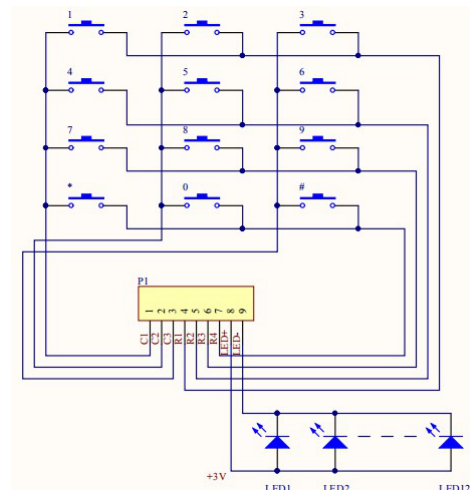 1 2 3
4 5 6
7 8 9
* 0 #
P1
1 2 3 4 5 6 7 8 9
C1 C2 C3 R1 R2 R3 R4 LED+ LED-
+3V
LED1 LED2 LED12